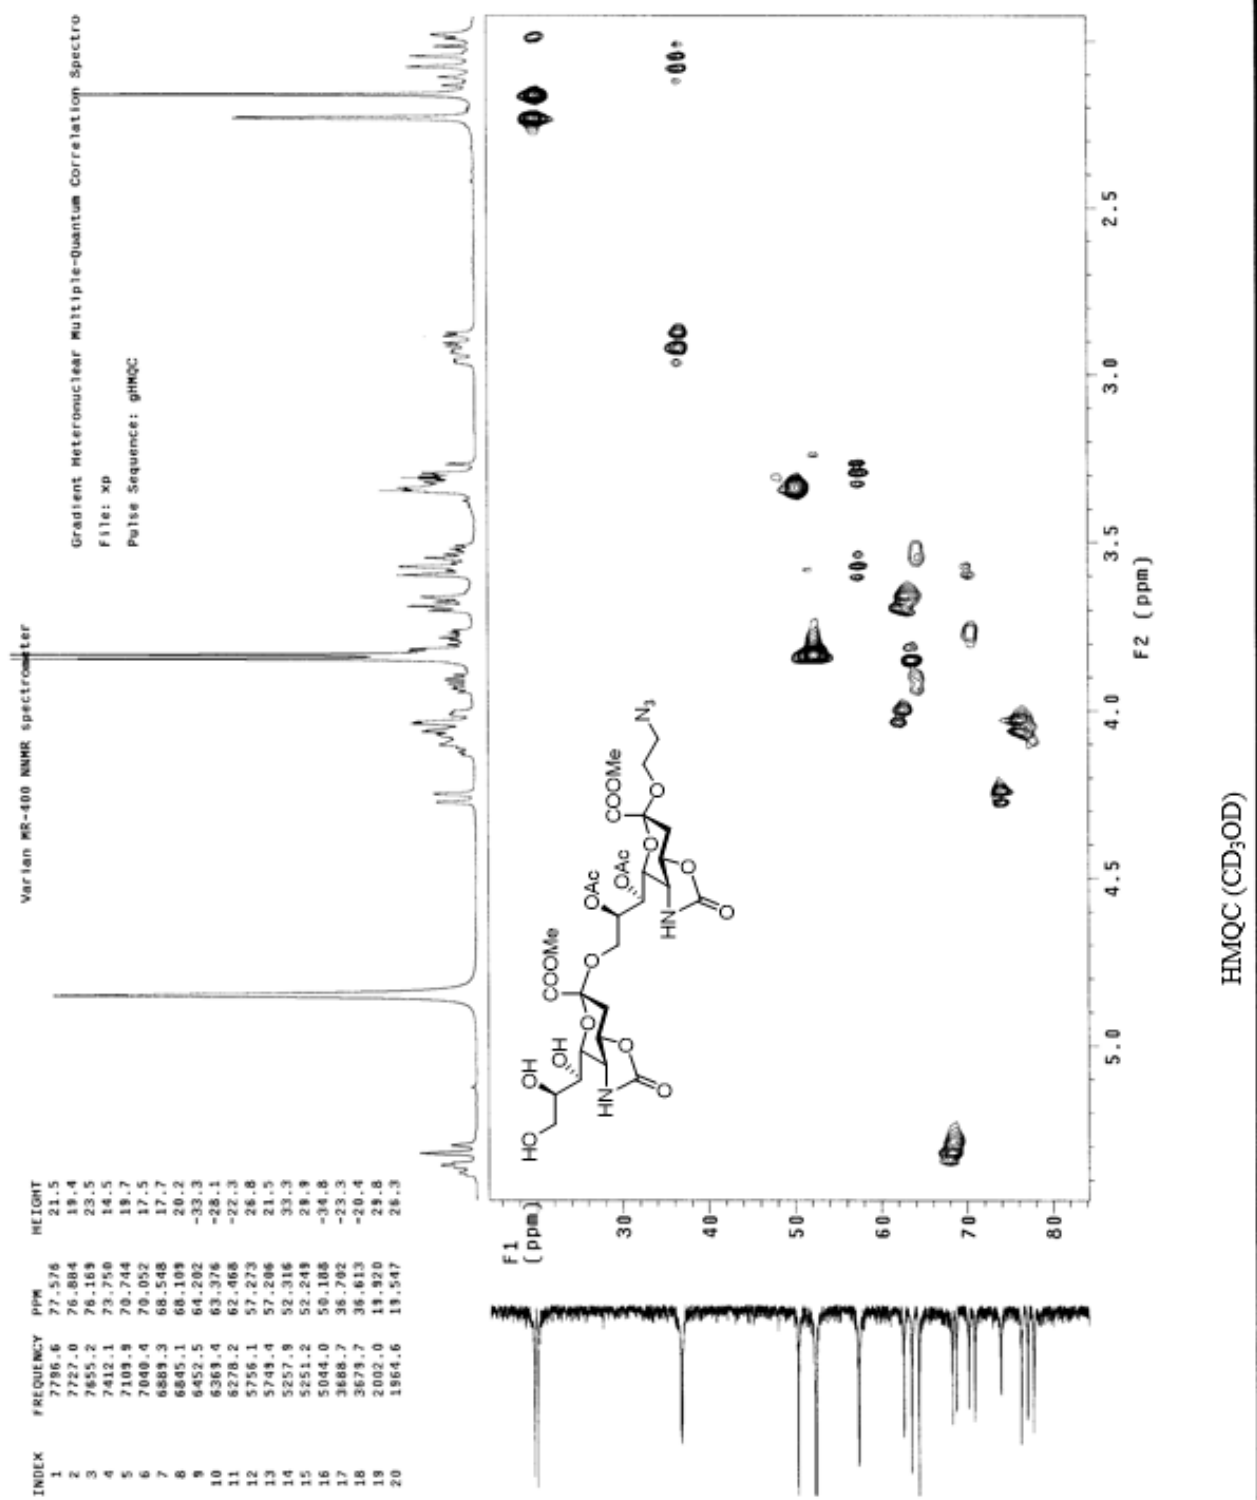 Varian MR-400 NNMR spectrometer
Gradient Heteronuclear Multiple-Quantum Correlation Spectro
File: xp
Pulse Sequence: gHMQC
INDEX FREQUENCY PPM HEIGHT
1 7796.6 77.576 21.5
2 7727.0 76.884 19.4
3 7655.2 76.169 23.5
4 7412.1 73.750 14.5
5 7109.9 70.744 19.7
6 7040.4 70.052 17.5
7 6889.3 68.548 17.7
8 6845.1 68.109 20.2
9 6452.5 64.202 -33.3
10 6369.4 63.376 -28.1
11 6278.2 62.468 -22.3
12 5756.1 57.273 26.8
13 5749.4 57.206 21.5
14 5257.9 52.316 33.3
15 5251.2 52.249 29.9
16 5044.0 50.188 -34.8
17 3688.7 36.702 -23.3
18 3679.7 36.613 -20.4
19 2002.0 19.920 29.8
20 1964.6 19.547 26.3
F1
(ppm)
30
40
50
60
70
80
HO
OH
OH
COOMe
O
O
O
HN
O
OAc
OAc
COOMe
O
O
N3
O
HN
O
5.0
4.5
4.0
3.5
3.0
2.5
F2 (ppm)
HMQC (CD3OD)